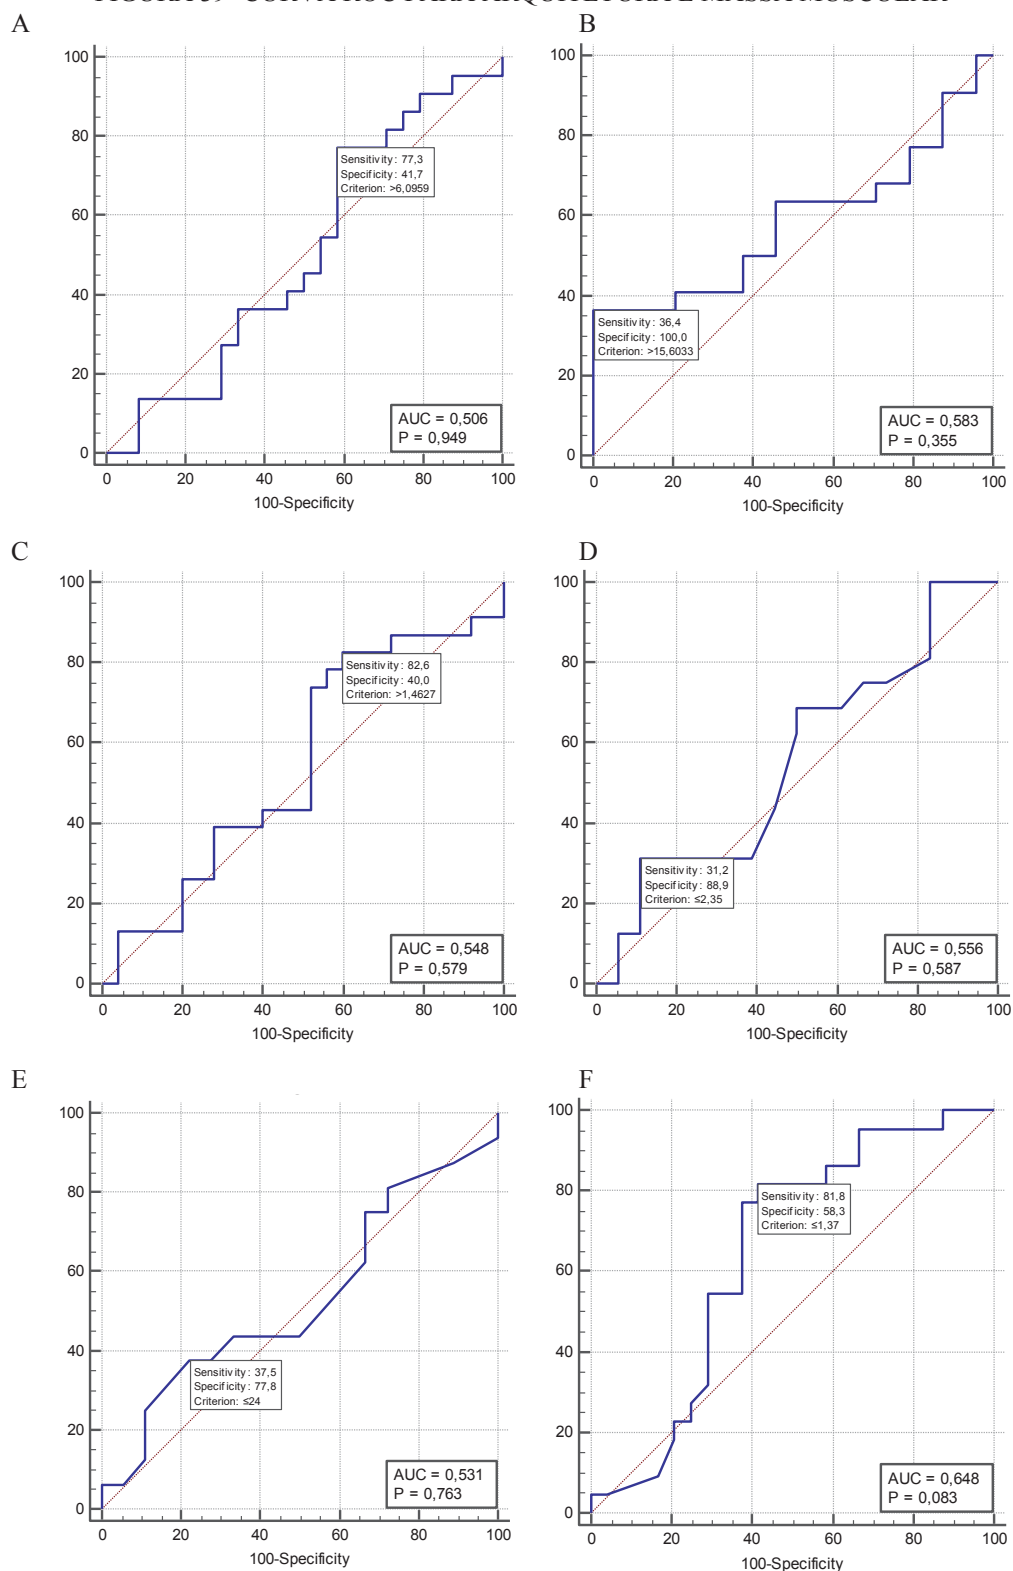 A
100
80
60
40
20
0
Sensitivity: 77,3
Specificity: 41,7
Criterion: >6,0959
AUC = 0,506
P = 0,949
0 20 40 60 80 100
100-Specificity
B
100
80
60
40
20
0
Sensitivity: 36,4
Specificity: 100,0
Criterion: >15,6033
AUC = 0,583
P = 0,355
0 20 40 60 80 100
100-Specificity
C
100
80
60
40
20
0
Sensitivity: 82,6
Specificity: 40,0
Criterion: >1,4627
AUC = 0,548
P = 0,579
0 20 40 60 80 100
100-Specificity
D
100
80
60
40
20
0
Sensitivity: 31,2
Specificity: 88,9
Criterion: ≤2,35
AUC = 0,556
P = 0,587
0 20 40 60 80 100
100-Specificity
E
100
80
60
40
20
0
Sensitivity: 37,5
Specificity: 77,8
Criterion: ≤24
AUC = 0,531
P = 0,763
0 20 40 60 80 100
100-Specificity
F
100
80
60
40
20
0
Sensitivity: 81,8
Specificity: 58,3
Criterion: ≤1,37
AUC = 0,648
P = 0,083
0 20 40 60 80 100
100-Specificity